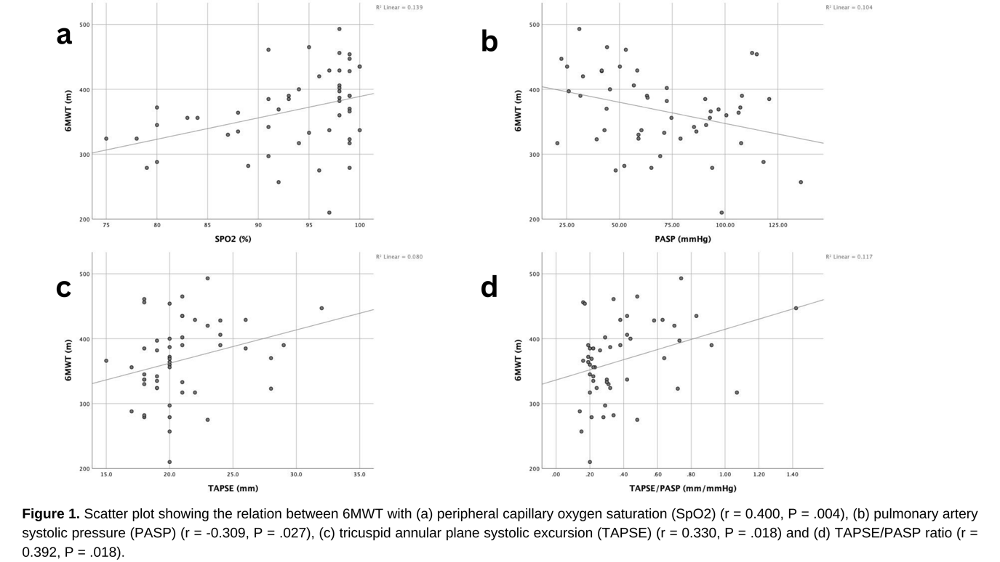 R² Linear = 0.139
a
500
400
300
200
6MWT (m)
75 80 85 90 95 100
SPO2 (%)
R² Linear = 0.104
b
500
400
300
200
6MWT (m)
25.00 50.00 75.00 100.00 125.00
PASP (mmHg)
R² Linear = 0.080
c
500
400
300
200
6MWT (m)
15.0 20.0 25.0 30.0 35.0
TAPSE (mm)
R² Linear = 0.117
d
500
400
300
200
6MWT (m)
.00 .20 .40 .60 .80 1.00 1.20 1.40
TAPSE/PASP (mm/mmHg)
Figure 1. Scatter plot showing the relation between 6MWT with (a) peripheral capillary oxygen saturation (SpO2) (r = 0.400, P = .004), (b) pulmonary artery
systolic pressure (PASP) (r = -0.309, P = .027), (c) tricuspid annular plane systolic excursion (TAPSE) (r = 0.330, P = .018) and (d) TAPSE/PASP ratio (r =
0.392, P = .018).